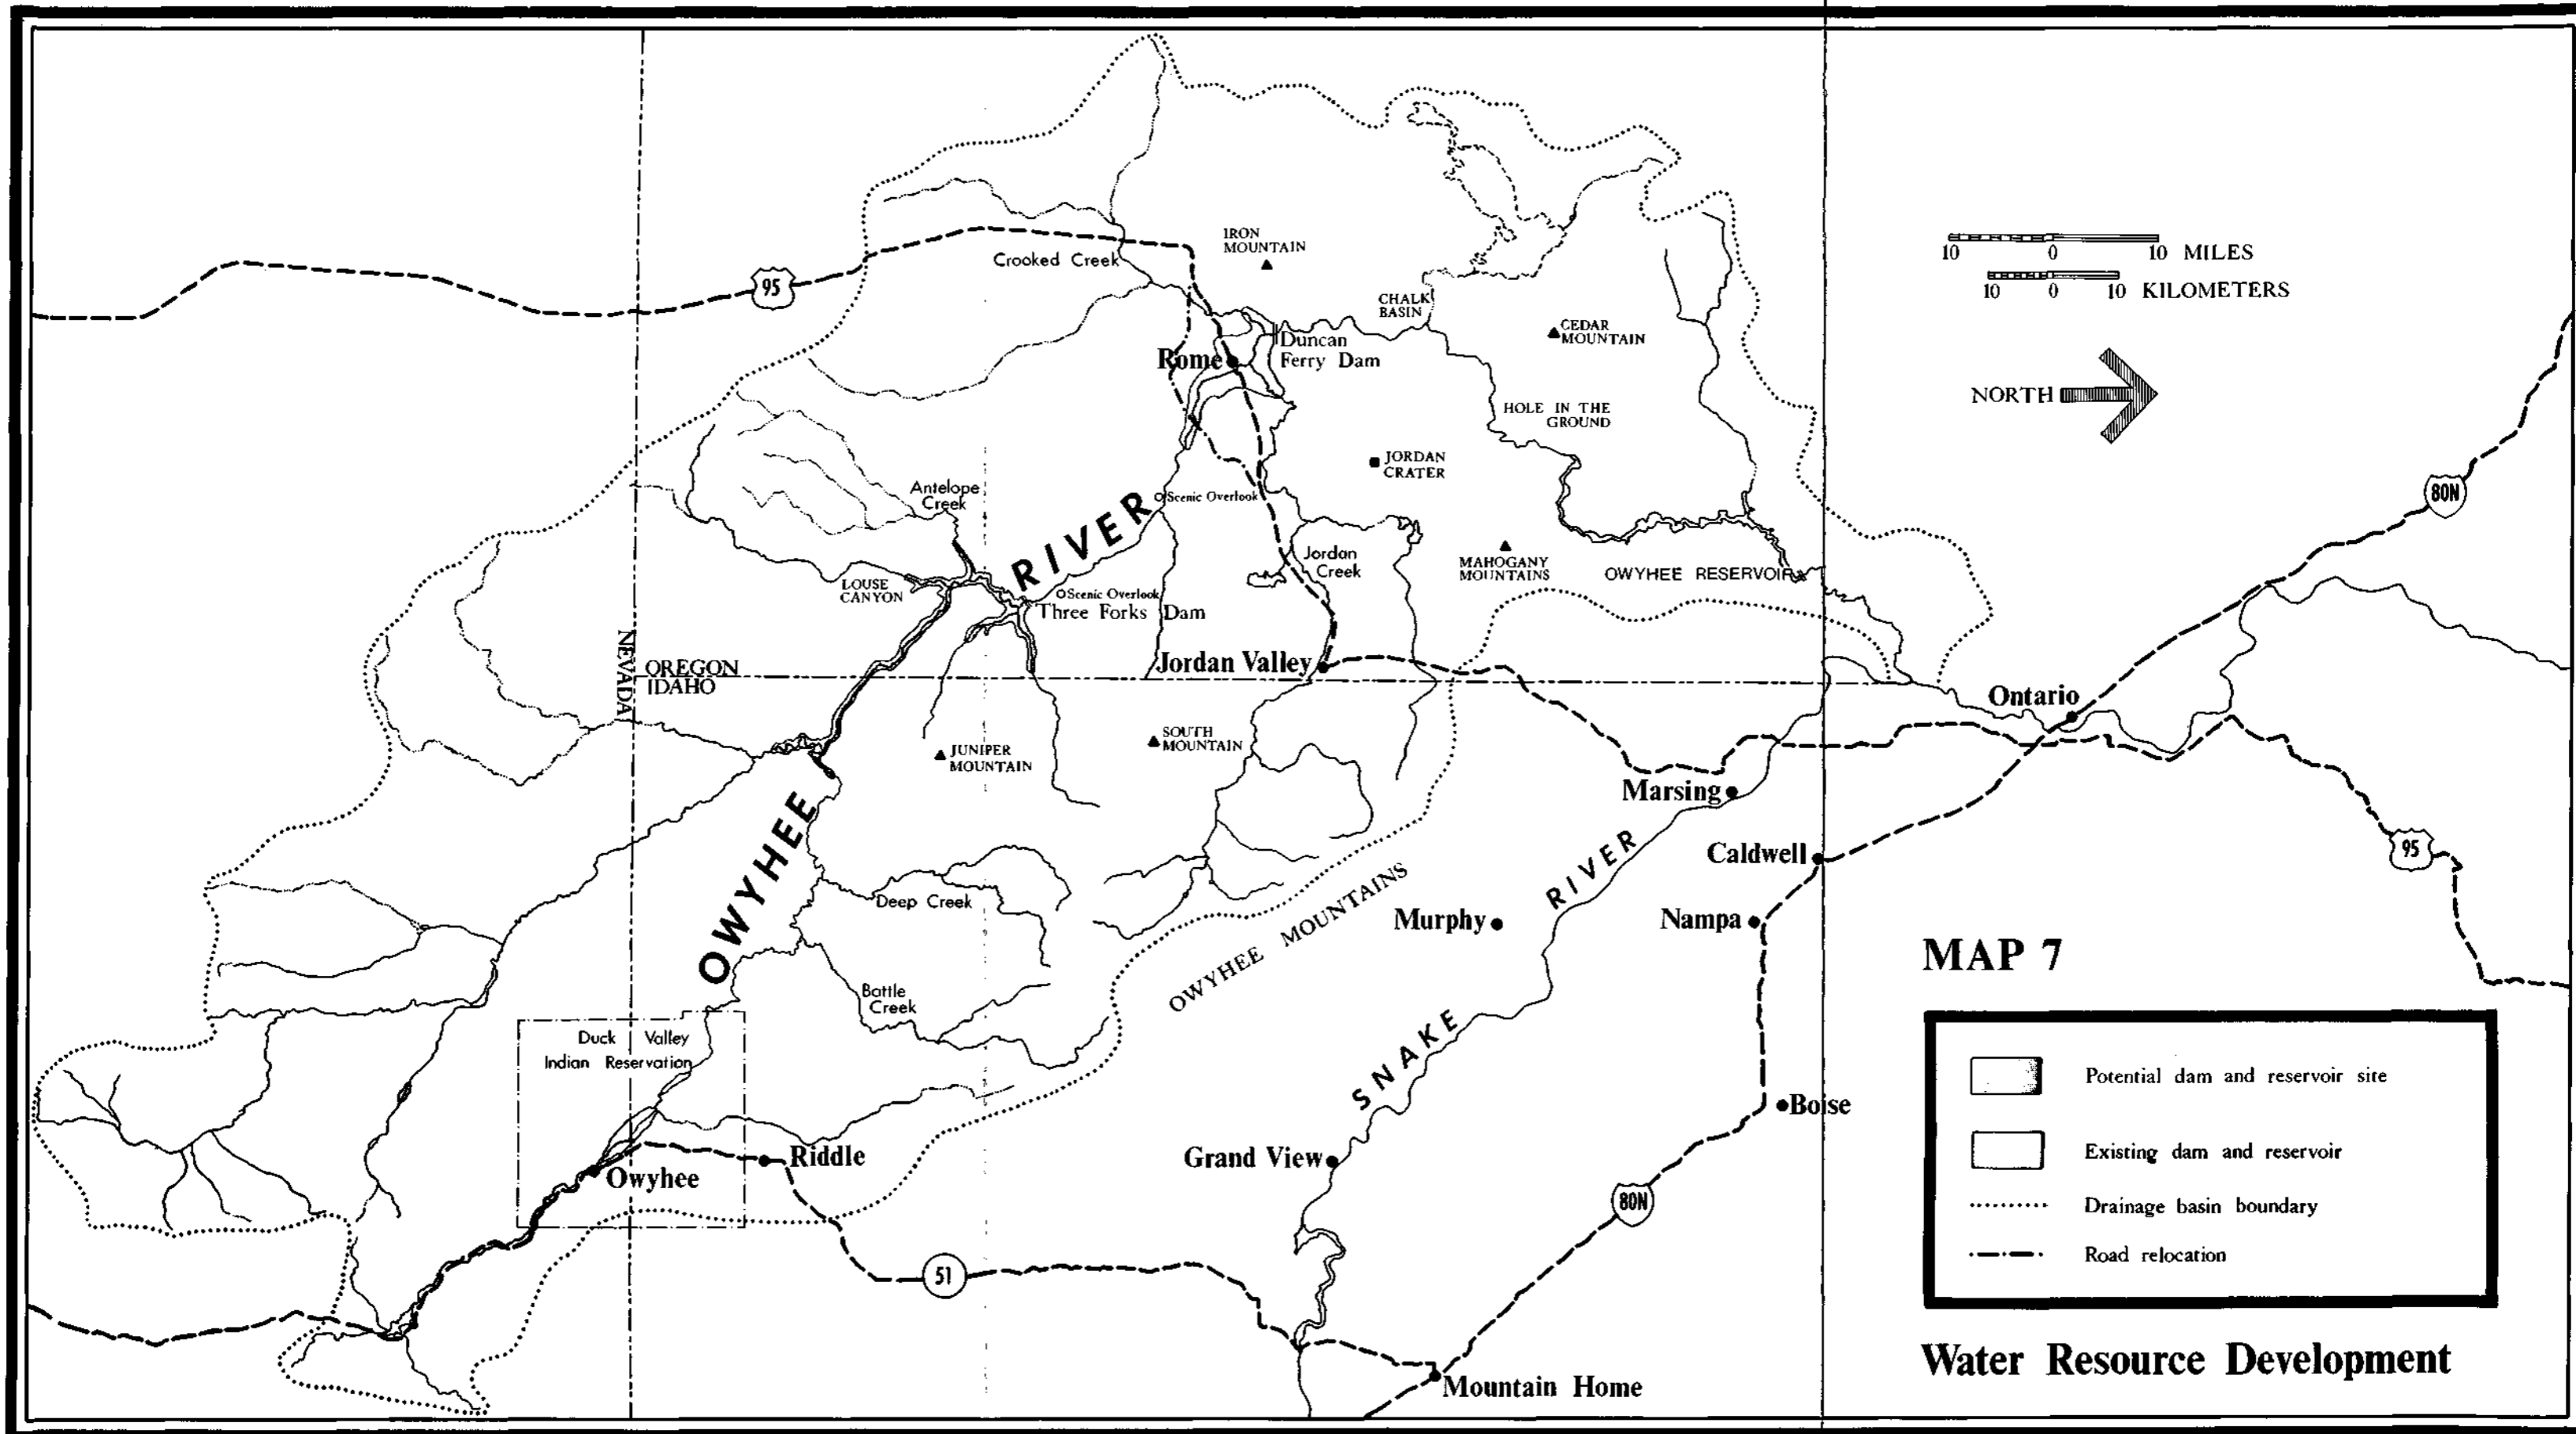 IRON
MOUNTAIN
10 0 10 MILES
10 0 10 KILOMETERS
95
Crooked Creek
CHALK
BASIN
CEDAR
MOUNTAIN
Duncan
Ferry Dam
Rome
NORTH
HOLE IN THE
GROUND
JORDAN
CRATER
80N
Antelope
Creek
Scenic Overlook
RIVER
Jordan
Creek
MAHOGANY
MOUNTAINS
OWYHEE RESERVOIR
LOUSE
CANYON
Scenic Overlook
Three Forks Dam
NEVADA
OREGON
IDAHO
Jordan Valley
Ontario
SOUTH
MOUNTAIN
JUNIPER
MOUNTAIN
Marsing
OWYHEE
Caldwell
95
RIVER
Deep Creek
OWYHEE MOUNTAINS
Murphy
Nampa
MAP 7
Battle
Creek
SNAKE
Duck Valley
Indian Reservation
Potential dam and reservoir site
Boise
Existing dam and reservoir
Riddle
Grand View
Owyhee
80N
Drainage basin boundary
Road relocation
51
Water Resource Development
Mountain Home